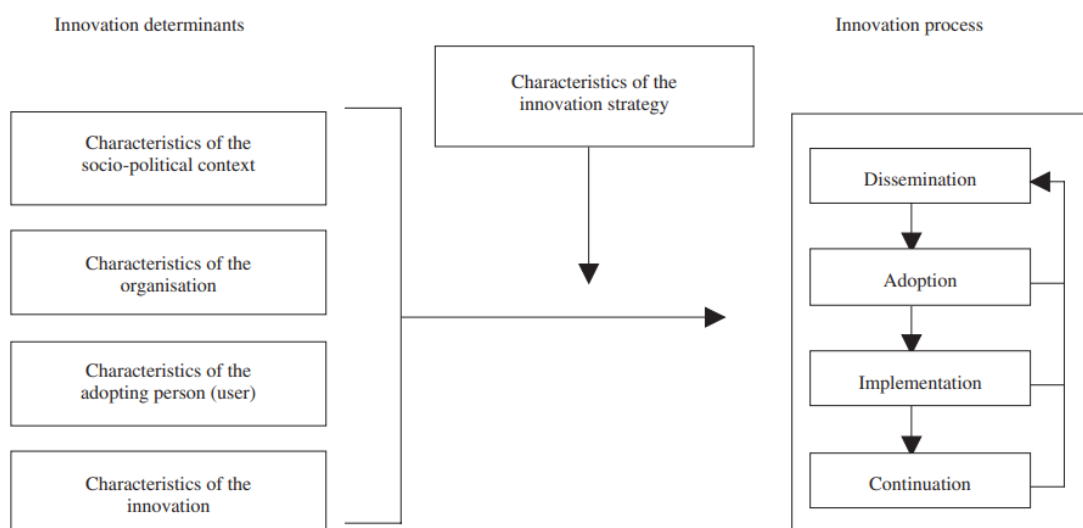 Innovation determinants
Innovation process
Characteristics of the
innovation strategy
Characteristics of the
socio-political context
Characteristics of the
organisation
Characteristics of the
adopting person (user)
Characteristics of the
innovation
Dissemination
Adoption
Implementation
Continuation